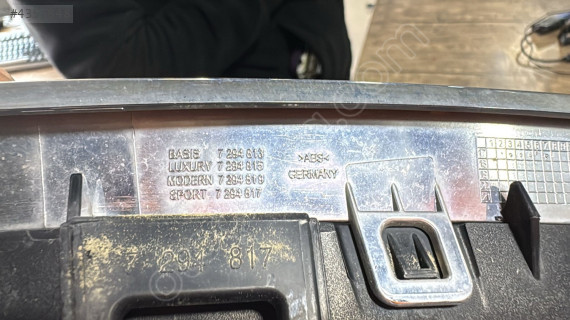 #43
BASIS 7 294 813
LUXURY 7 294 815
MODERN 7 294 816
SPORT 7 294 817
>ABS<
GERMANY
7 294 817